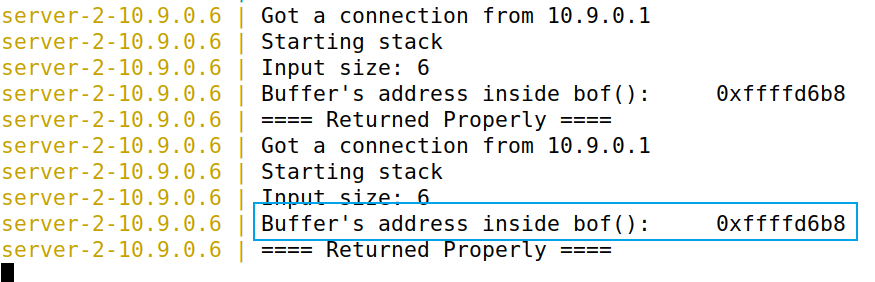 server-2-10.9.0.6 | Got a connection from 10.9.0.1
server-2-10.9.0.6 | Starting stack
server-2-10.9.0.6 | Input size: 6
server-2-10.9.0.6 | Buffer's address inside bof():     0xffffd6b8
server-2-10.9.0.6 | ==== Returned Properly ====
server-2-10.9.0.6 | Got a connection from 10.9.0.1
server-2-10.9.0.6 | Starting stack
server-2-10.9.0.6 | Input size: 6
server-2-10.9.0.6 | Buffer's address inside bof():     0xffffd6b8
server-2-10.9.0.6 | ==== Returned Properly ====